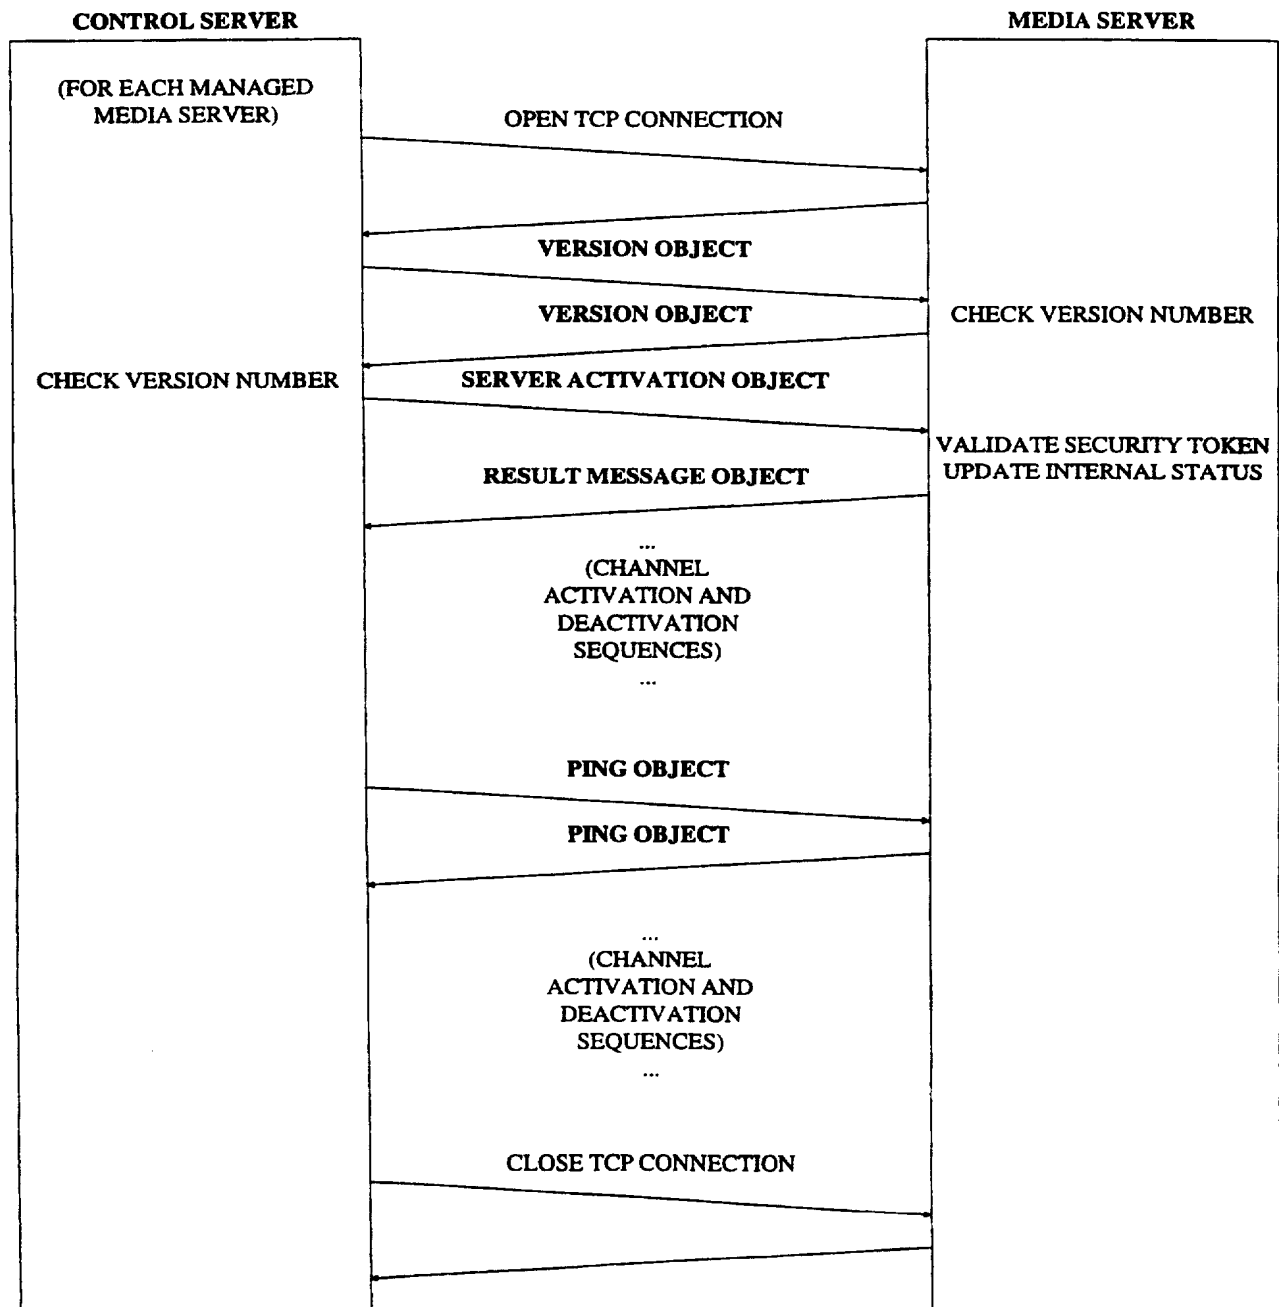 CONTROL SERVER
MEDIA SERVER
(FOR EACH MANAGED
MEDIA SERVER)
OPEN TCP CONNECTION
VERSION OBJECT
VERSION OBJECT
CHECK VERSION NUMBER
CHECK VERSION NUMBER
SERVER ACTIVATION OBJECT
VALIDATE SECURITY TOKEN
UPDATE INTERNAL STATUS
RESULT MESSAGE OBJECT
...
(CHANNEL
ACTIVATION AND
DEACTIVATION
SEQUENCES)
...
PING OBJECT
PING OBJECT
...
(CHANNEL
ACTIVATION AND
DEACTIVATION
SEQUENCES)
...
CLOSE TCP CONNECTION